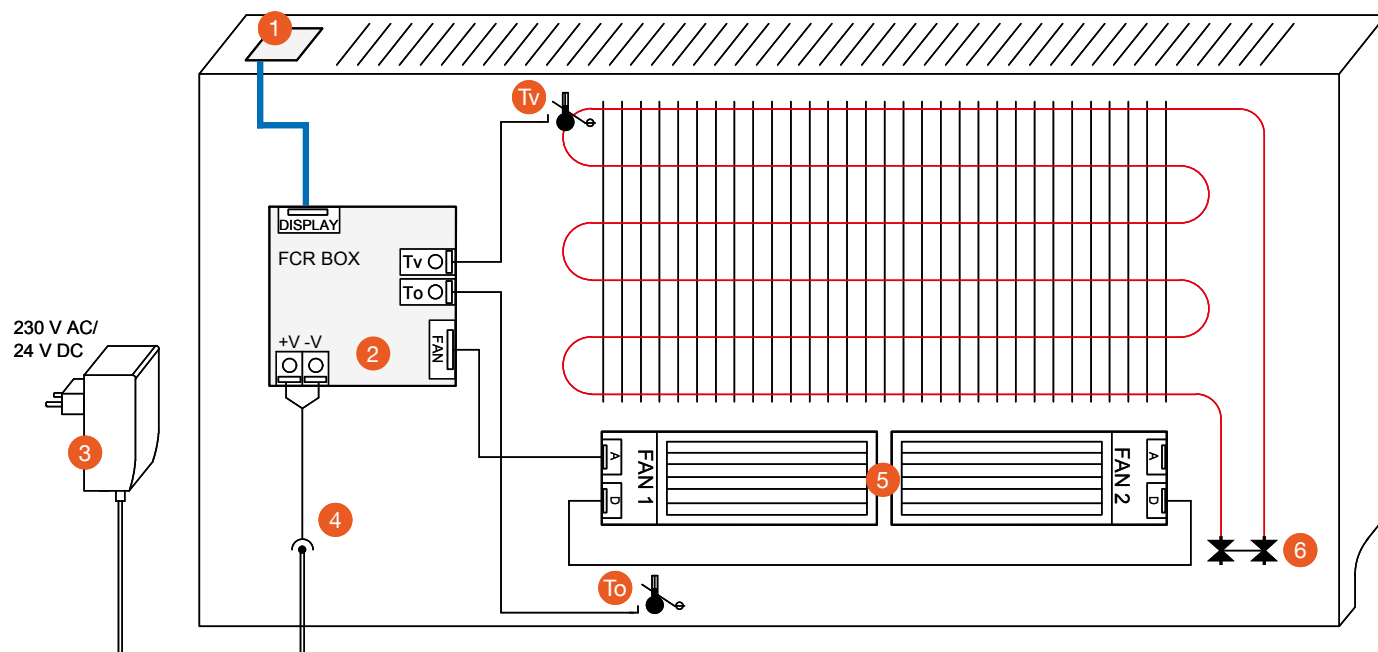 1
Tv
DISPLAY
FCR BOX
Tv
To
230 V AC/
24 V DC
+V -V
2
FAN
3
A
FAN 1
D
5
FAN 2
A
D
4
6
To